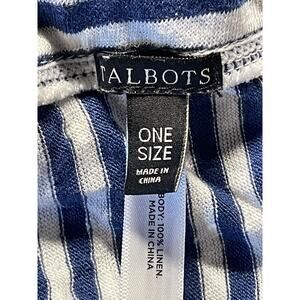 TALBOTS
ONE
SIZE
MADE IN
CHINA
BODY: 100% LINEN.
MADE IN CHINA